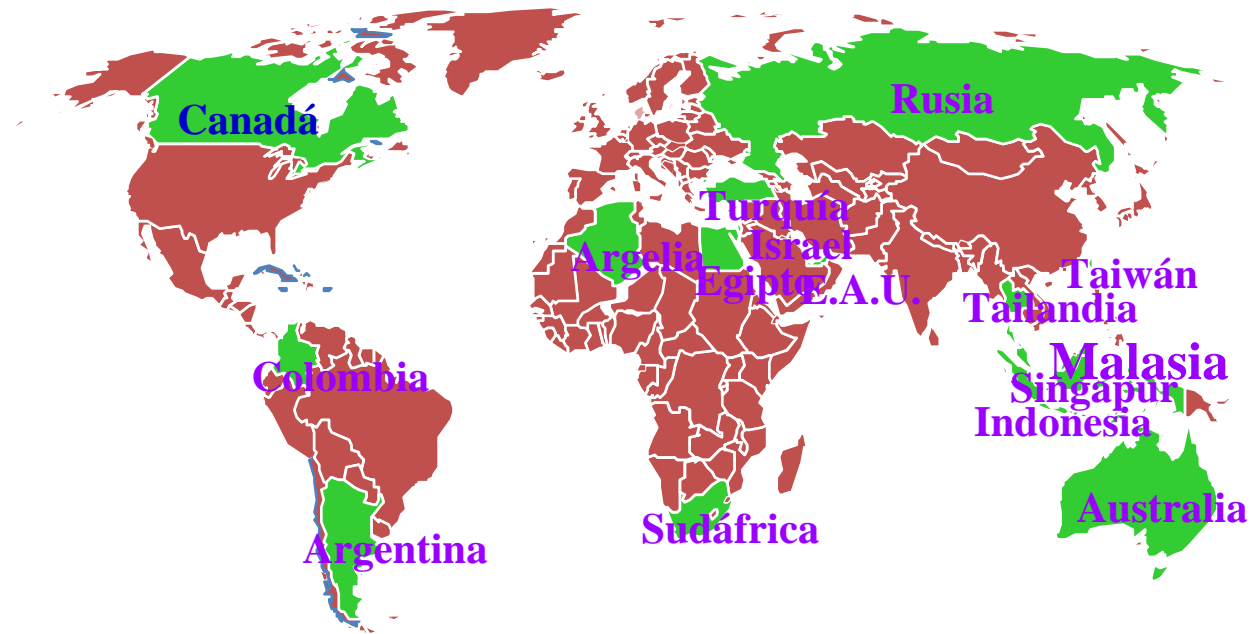 Rusia
Canadá
Turquía
Israel
Argelia
Taiwán
Egipto
E.A.U.
Tailandia
Malasia
Colombia
Singapur
Indonesia
Australia
Sudáfrica
Argentina